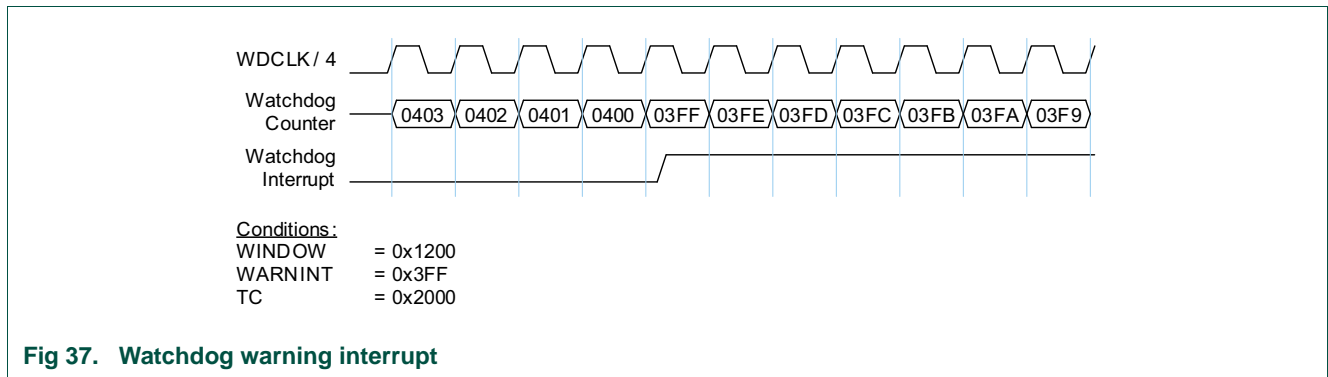 WDCLK / 4
Watchdog
Counter
0403 0402 0401 0400 03FF 03FE 03FD 03FC 03FB 03FA 03F9
Watchdog
Interrupt
Conditions:
WINDOW = 0x1200
WARNINT = 0x3FF
TC = 0x2000
Fig 37. Watchdog warning interrupt